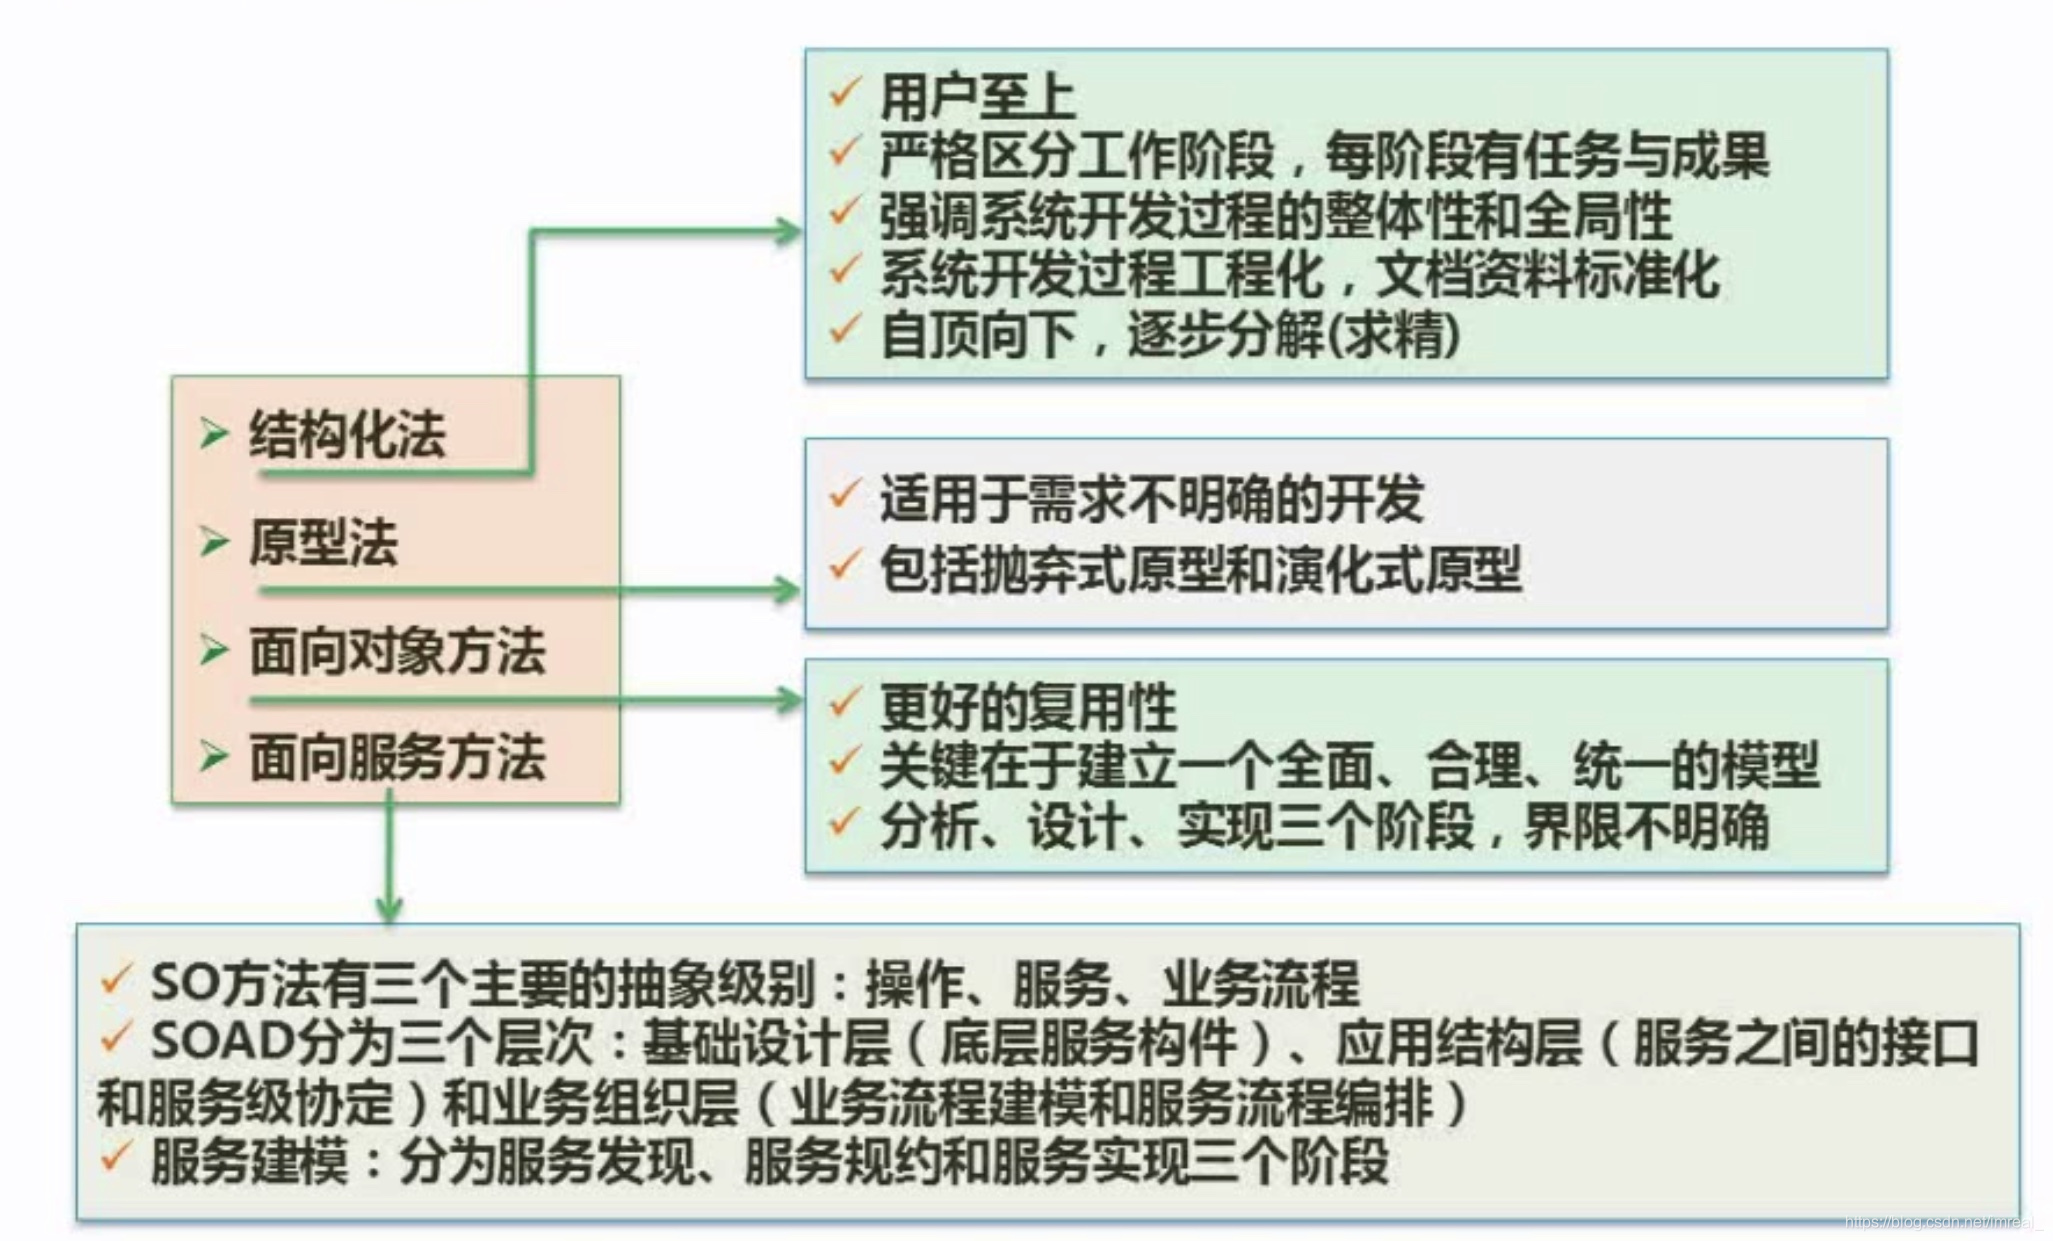 用户至上
严格区分工作阶段，每阶段有任务与成果
强调系统开发过程的整体性和全局性
系统开发过程工程化，文档资料标准化
自顶向下，逐步分解(求精)
结构化法
原型法
面向对象方法
面向服务方法
适用于需求不明确的开发
包括抛弃式原型和演化式原型
更好的复用性
关键在于建立一个全面、合理、统一的模型
分析、设计、实现三个阶段，界限不明确
SO方法有三个主要的抽象级别：操作、服务、业务流程
SOAD分为三个层次：基础设计层（底层服务构件）、应用结构层（服务之间的接口
和服务级协定）和业务组织层（业务流程建模和服务流程编排）
服务建模：分为服务发现、服务规约和服务实现三个阶段
https://blog.csdn.net/imreal_